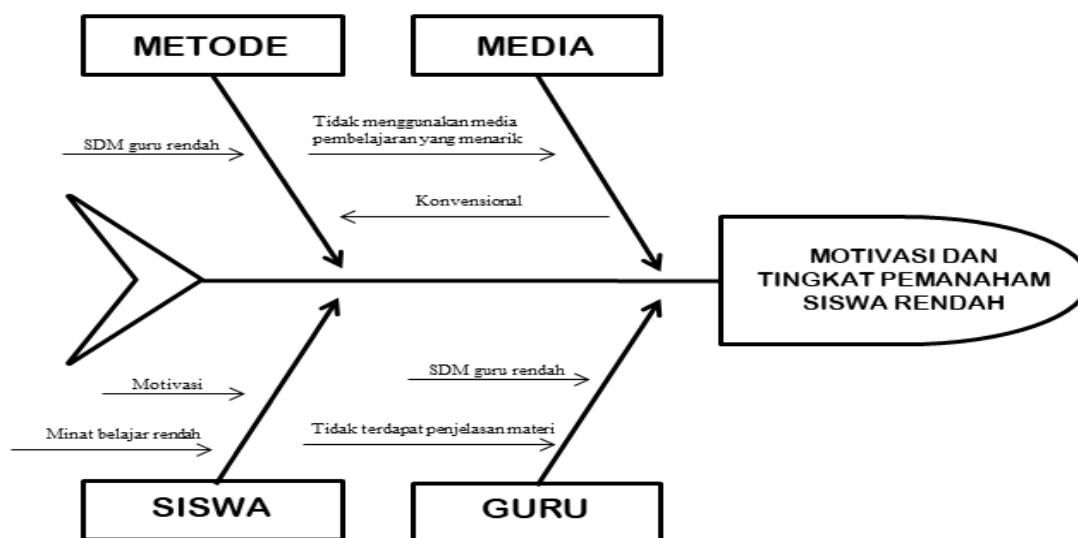 METODE
MEDIA
SDM guru rendah
Tidak menggunakan media
pembelajaran yang menarik
Konvensional
MOTIVASI DAN
TINGKAT PEMANAHAM
SISWA RENDAH
Motivasi
Minat belajar rendah
SDM guru rendah
Tidak terdapat penjelasan materi
SISWA
GURU